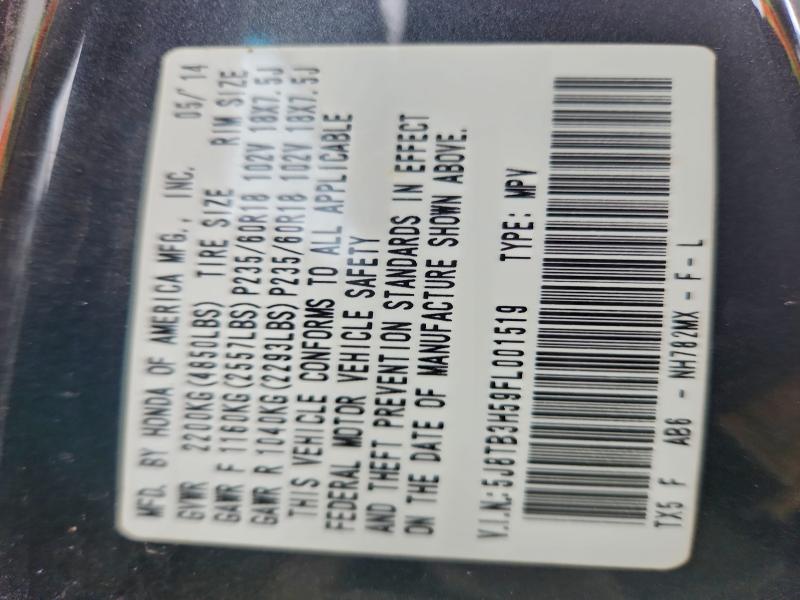 MFD. BY HONDA OF AMERICA MFG., INC. 05/'14
GVWR 2200KG(4850LBS) TIRE SIZE RIM SIZE
GAWR F 1160KG(2557LBS)P235/60R18 102V 18X7.5J
GAWR R 1040KG(2293LBS)P235/60R18 102V 18X7.5J
THIS VEHICLE CONFORMS TO ALL APPLICABLE
FEDERAL MOTOR VEHICLE SAFETY
AND THEFT PREVENTION STANDARDS IN EFFECT
ON THE DATE OF MANUFACTURE SHOWN ABOVE.
V.I.N:5J8TB3H59FL001519 TYPE: MPV
TX5 F AB6 - NH782MX - F - L